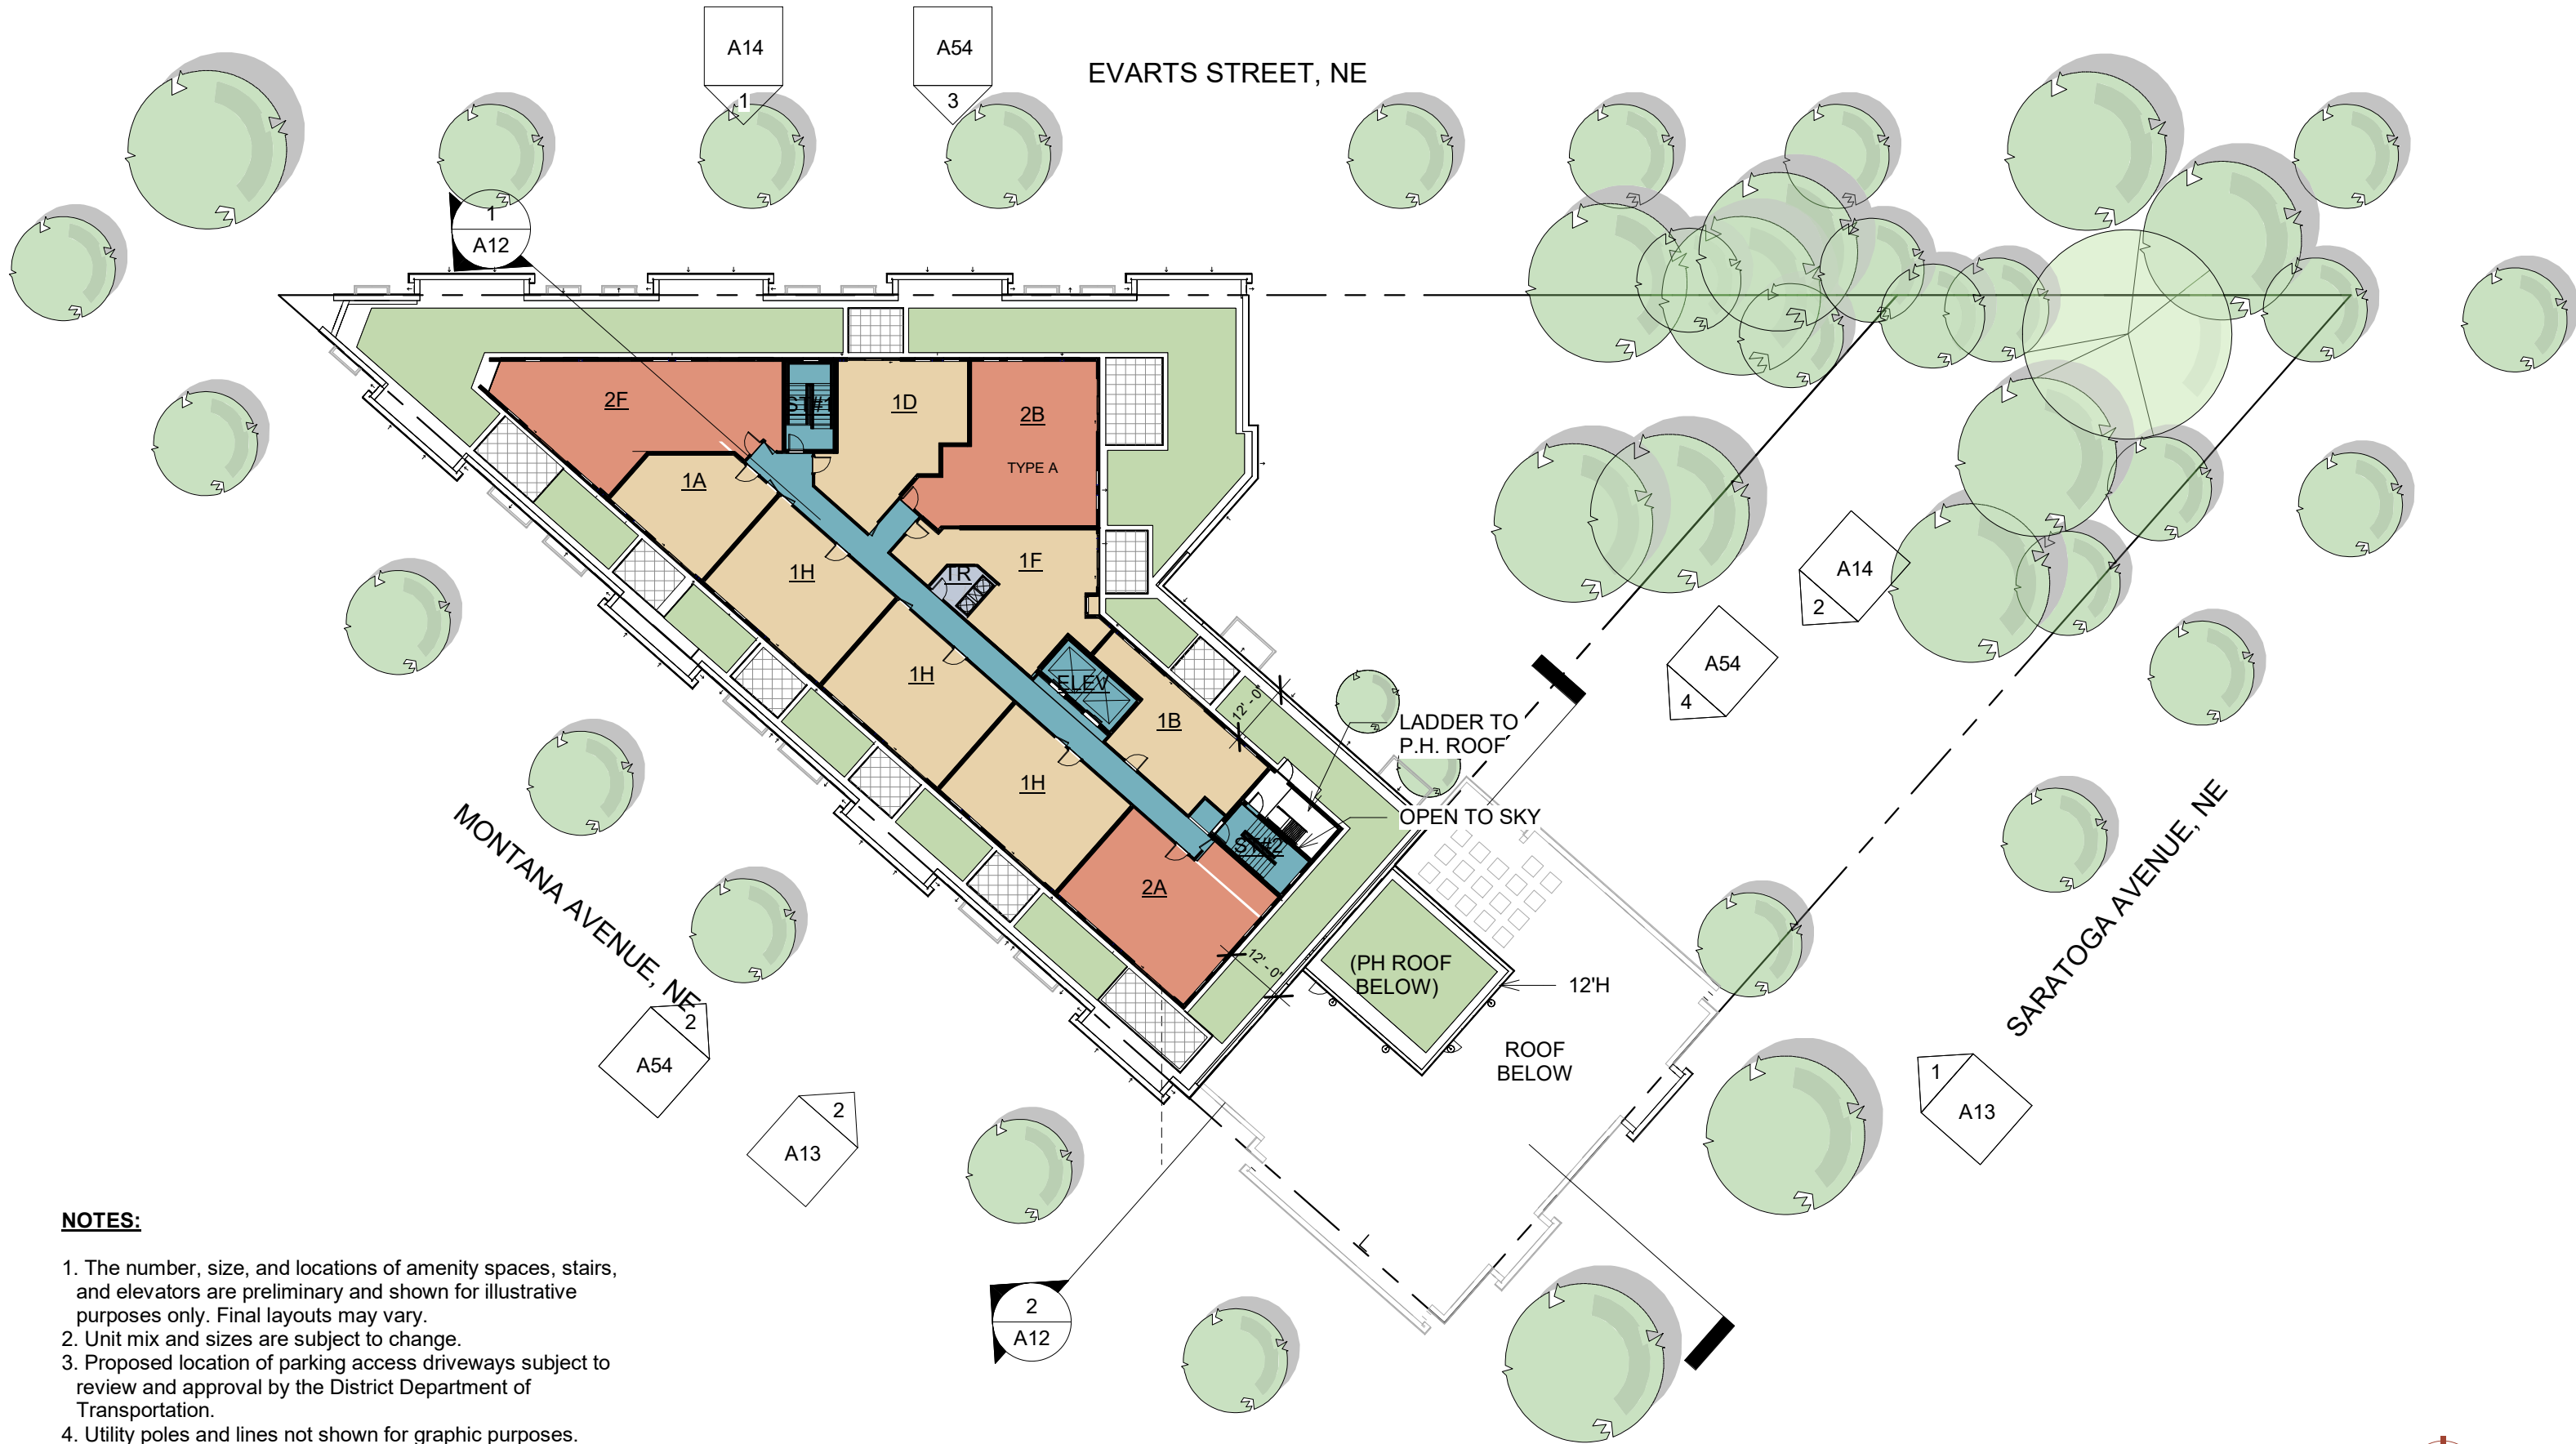 A14
1
A54
3
EVARTS STREET, NE
1
A12
2F
ST#1
1D
2B
TYPE A
1A
1H
TR
1F
1H
ELEV
1B
12' - 0"
1H
2A
ST#2
12' - 0"
LADDER TO
P.H. ROOF
OPEN TO SKY
A14
2
A54
4
(PH ROOF
BELOW)
12'H
ROOF
BELOW
MONTANA AVENUE, NE
SARATOGA AVENUE, NE
2
A54
2
A13
1
A13
2
A12
NOTES:
1. The number, size, and locations of amenity spaces, stairs,
and elevators are preliminary and shown for illustrative
purposes only. Final layouts may vary.
2. Unit mix and sizes are subject to change.
3. Proposed location of parking access driveways subject to
review and approval by the District Department of
Transportation.
4. Utility poles and lines not shown for graphic purposes.